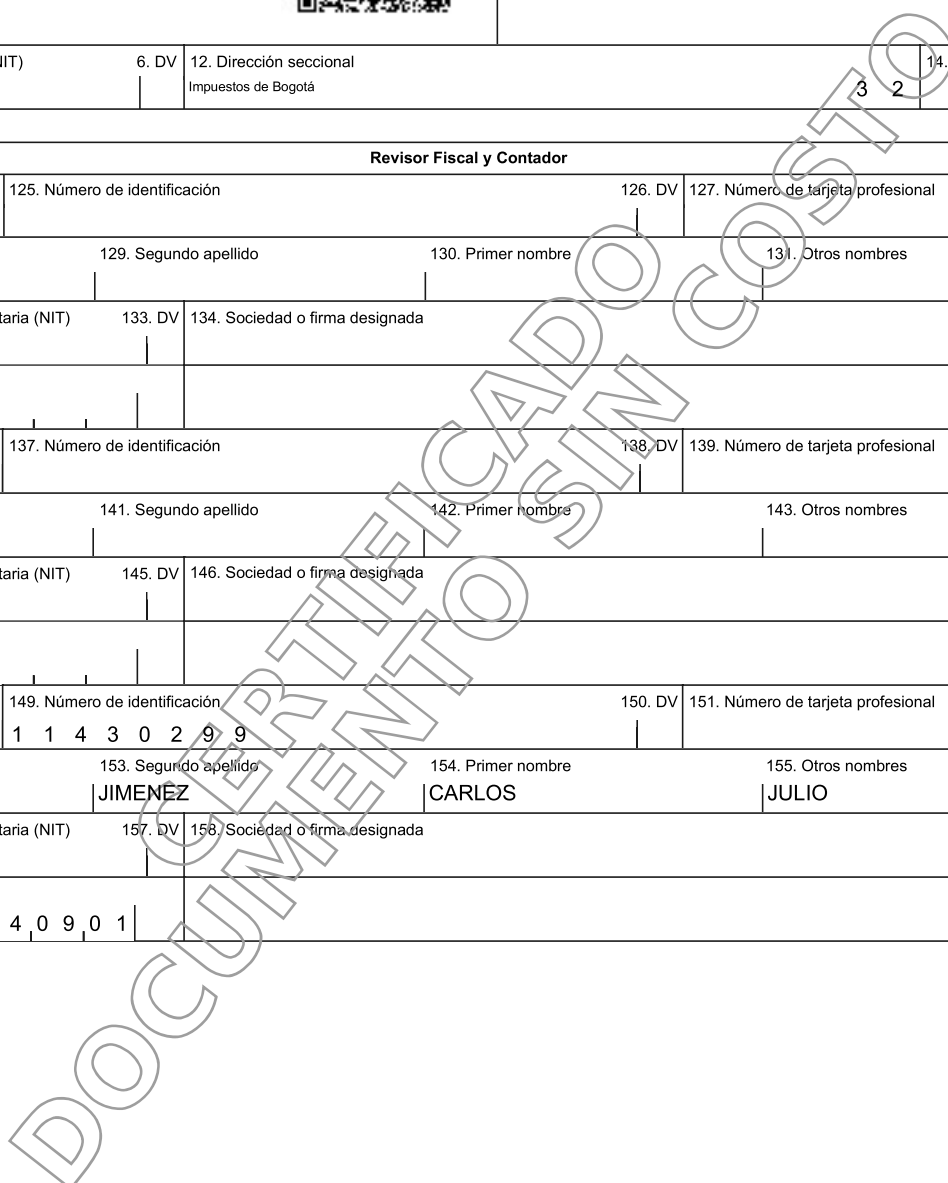 IIT) 6. DV 12. Dirección seccional 14.
Impuestos de Bogotá 3 2
Revisor Fiscal y Contador
125. Número de identificación 126. DV 127. Número de tarjeta profesional
129. Segundo apellido 130. Primer nombre 131. Otros nombres
taria (NIT) 133. DV 134. Sociedad o firma designada
137. Número de identificación 138. DV 139. Número de tarjeta profesional
141. Segundo apellido 142. Primer nombre 143. Otros nombres
taria (NIT) 145. DV 146. Sociedad o firma designada
149. Número de identificación 150. DV 151. Número de tarjeta profesional
1 1 4 3 0 2 9 9
153. Segundo apellido 154. Primer nombre 155. Otros nombres
JIMENEZ CARLOS JULIO
taria (NIT) 157. DV 158. Sociedad o firma designada
4 0 9 0 1
CERTIFICADO
DOCUMENTO SIN COSTO